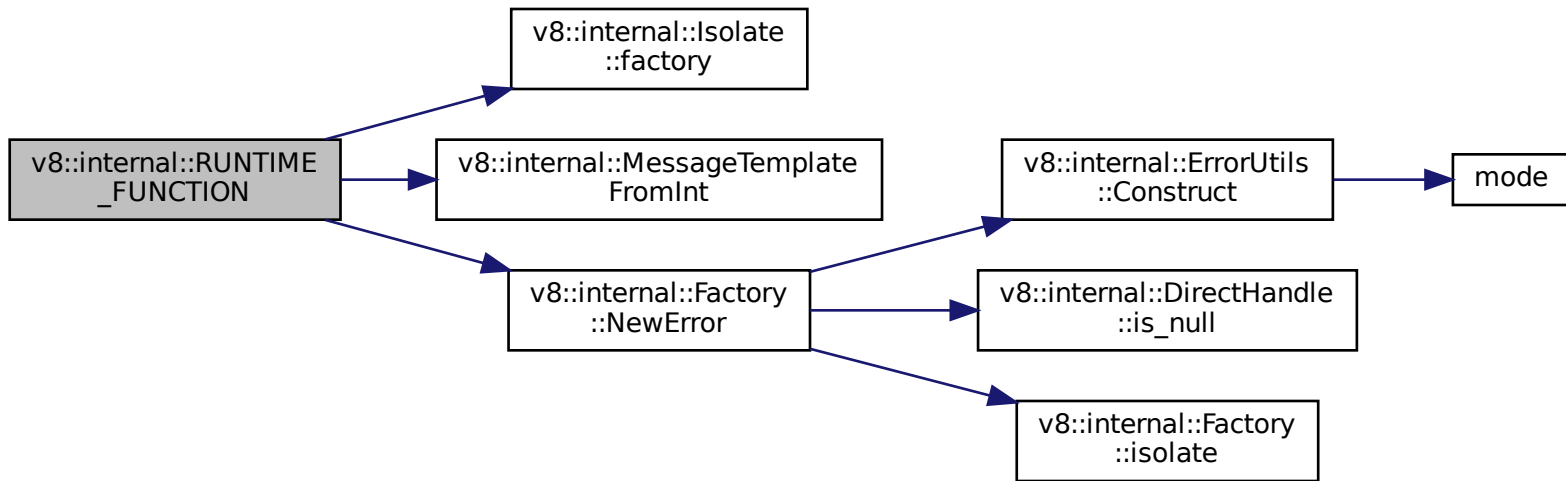 v8::internal::Isolate
::factory
v8::internal::RUNTIME
_FUNCTION
v8::internal::MessageTemplate
FromInt
v8::internal::ErrorUtils
::Construct
mode
v8::internal::Factory
::NewError
v8::internal::DirectHandle
::is_null
v8::internal::Factory
::isolate